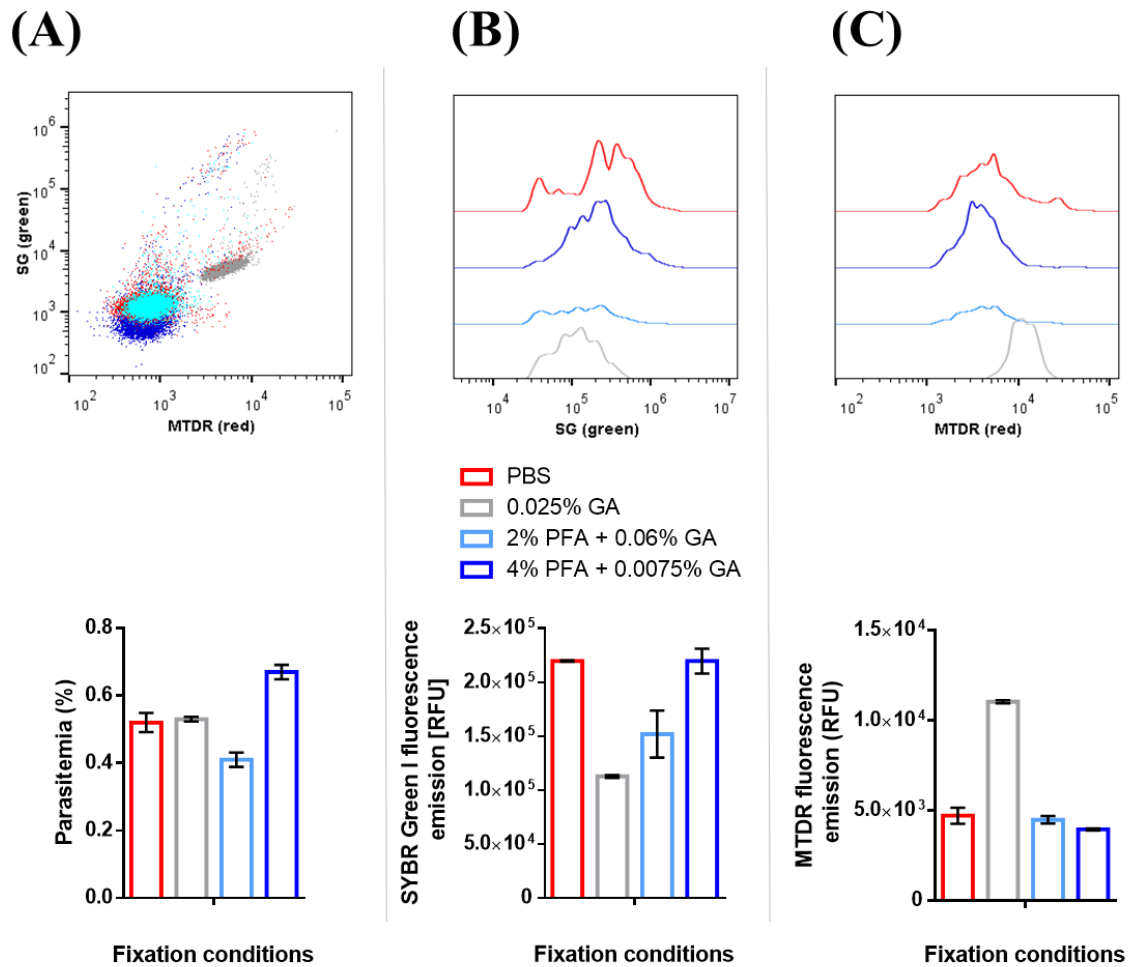 (A)
(B)
(C)
10^6
10^5
10^4
10^3
10^2
SG (green)
10^2 10^3 10^4 10^5
MTDR (red)
10^4 10^5 10^6 10^7
SG (green)
10^2 10^3 10^4 10^5
MTDR (red)
PBS
0.025% GA
2% PFA + 0.06% GA
4% PFA + 0.0075% GA
Parasitemia (%)
0.8
0.6
0.4
0.2
0.0
Fixation conditions
SYBR Green I fluorescence
emission [RFU]
2.5×10^5
2.0×10^5
1.5×10^5
1.0×10^5
5.0×10^4
0
Fixation conditions
MTDR fluorescence
emission (RFU)
1.5×10^4
1.0×10^4
5.0×10^3
0
Fixation conditions